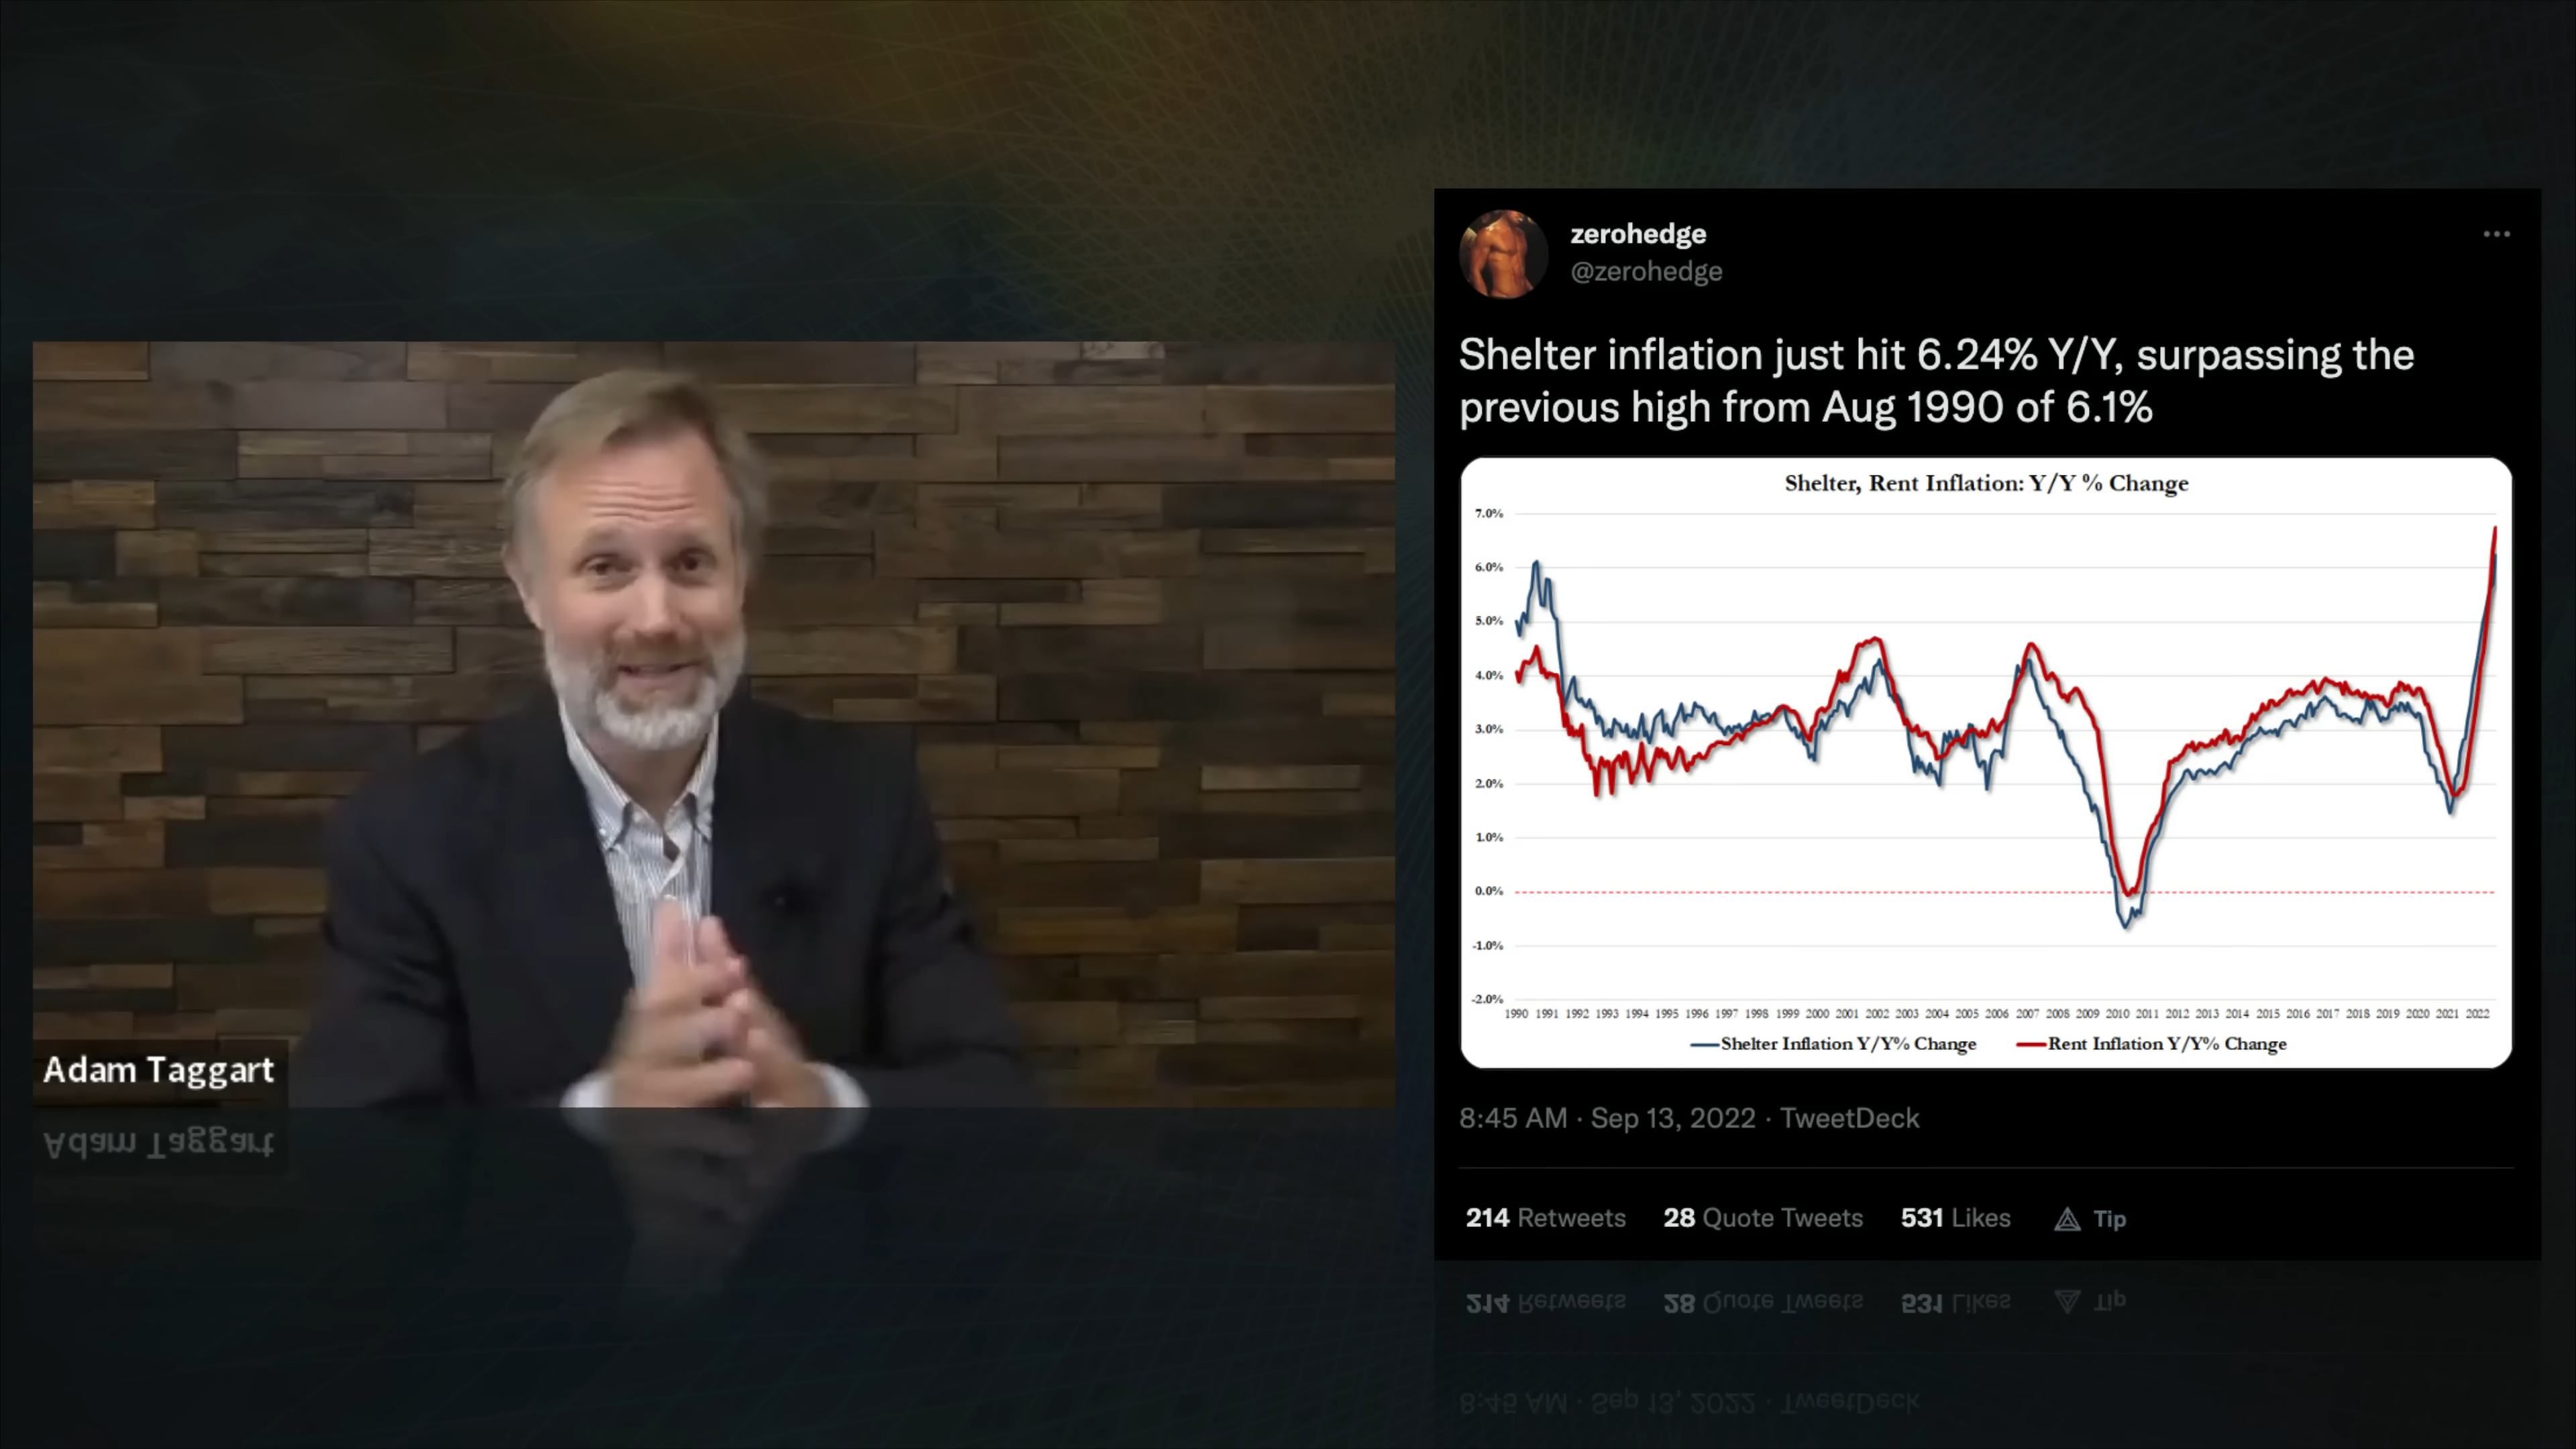 zerohedge
@zerohedge
Shelter inflation just hit 6.24% Y/Y, surpassing the
previous high from Aug 1990 of 6.1%
Shelter, Rent Inflation: Y/Y % Change
7.0%
6.0%
5.0%
4.0%
3.0%
2.0%
1.0%
0.0%
-1.0%
-2.0%
1990 1991 1992 1993 1994 1995 1996 1997 1998 1999 2000 2001 2002 2003 2004 2005 2006 2007 2008 2009 2010 2011 2012 2013 2014 2015 2016 2017 2018 2019 2020 2021 2022
Shelter Inflation Y/Y% Change Rent Inflation Y/Y% Change
8:45 AM · Sep 13, 2022 · TweetDeck
214 Retweets 28 Quote Tweets 531 Likes Tip
Adam Taggart